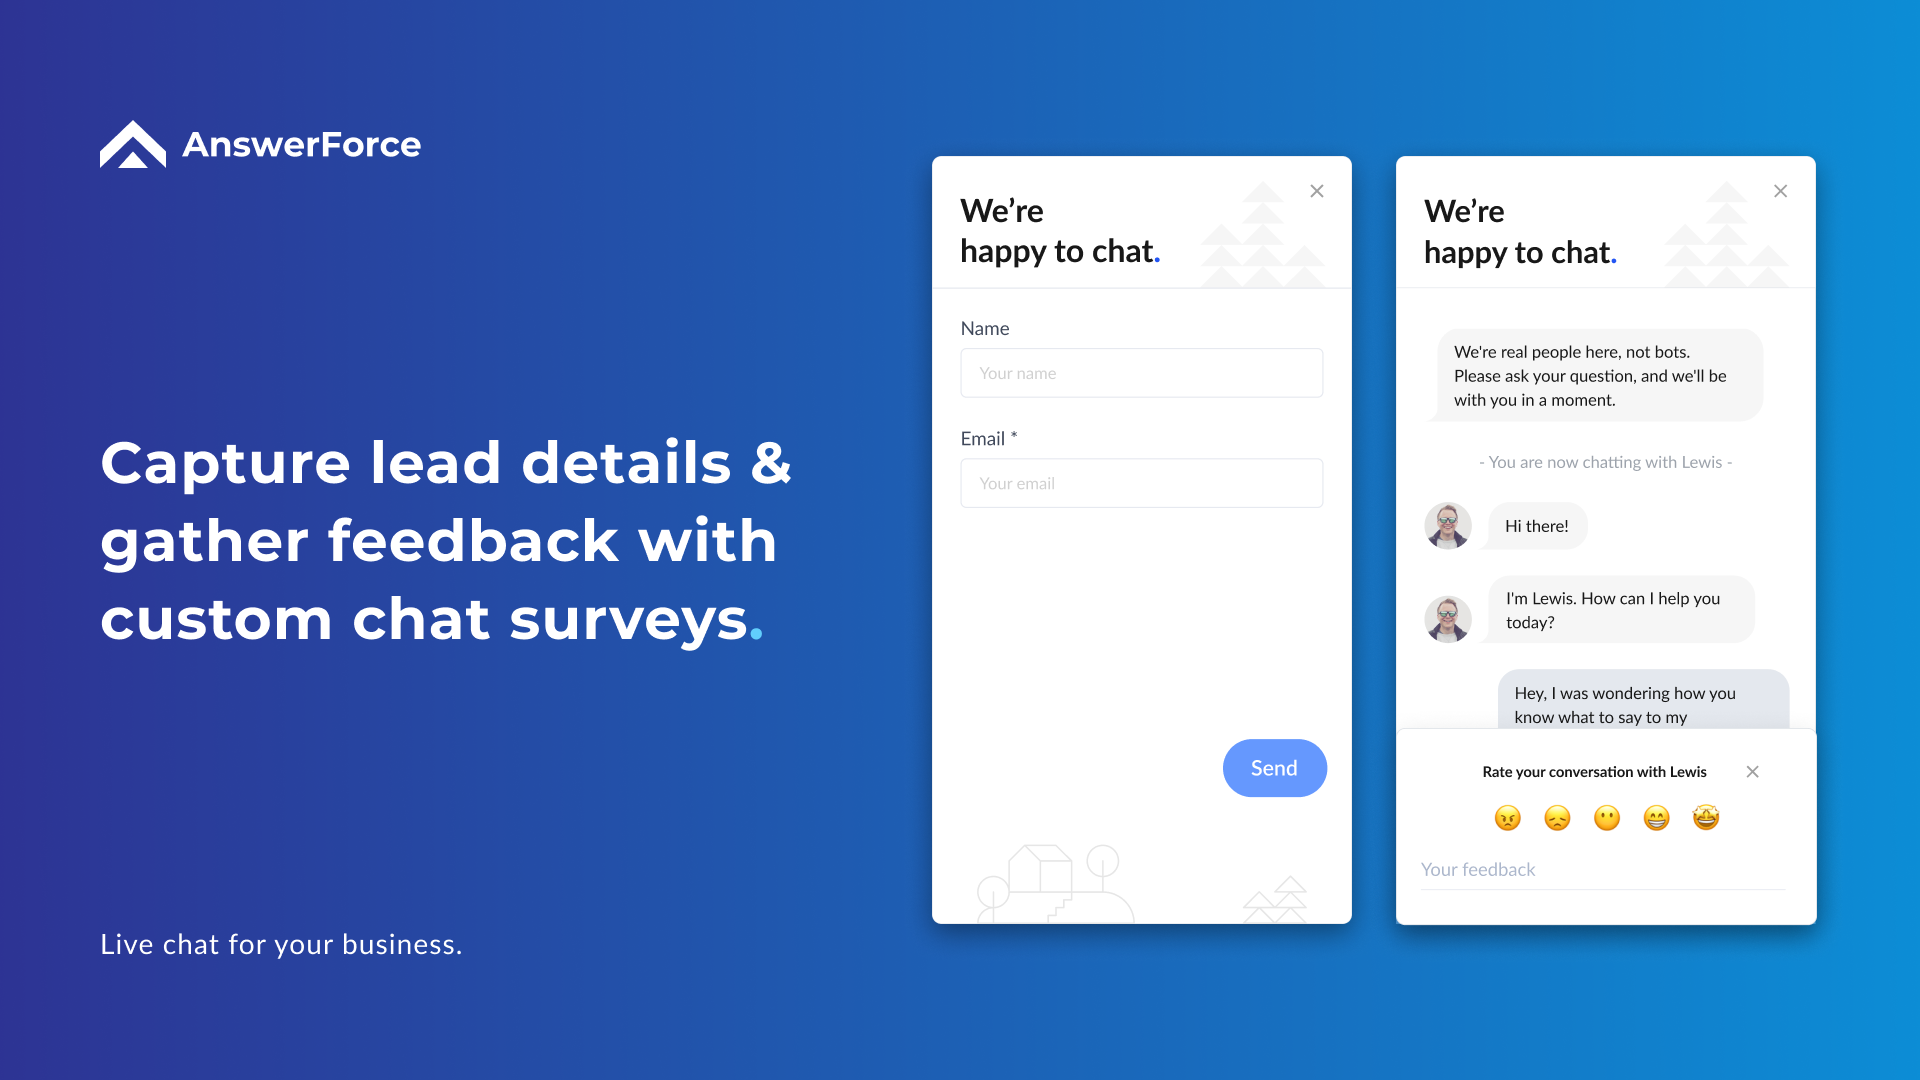 AnswerForce
Capture lead details &
gather feedback with
custom chat surveys.
Live chat for your business.
We’re
happy to chat.
Name
Your name
Email *
Your email
Send
We’re
happy to chat.
We're real people here, not bots.
Please ask your question, and we'll be
with you in a moment.
- You are now chatting with Lewis -
Hi there!
I'm Lewis. How can I help you
today?
Hey, I was wondering how you
know what to say to my
Rate your conversation with Lewis
Your feedback